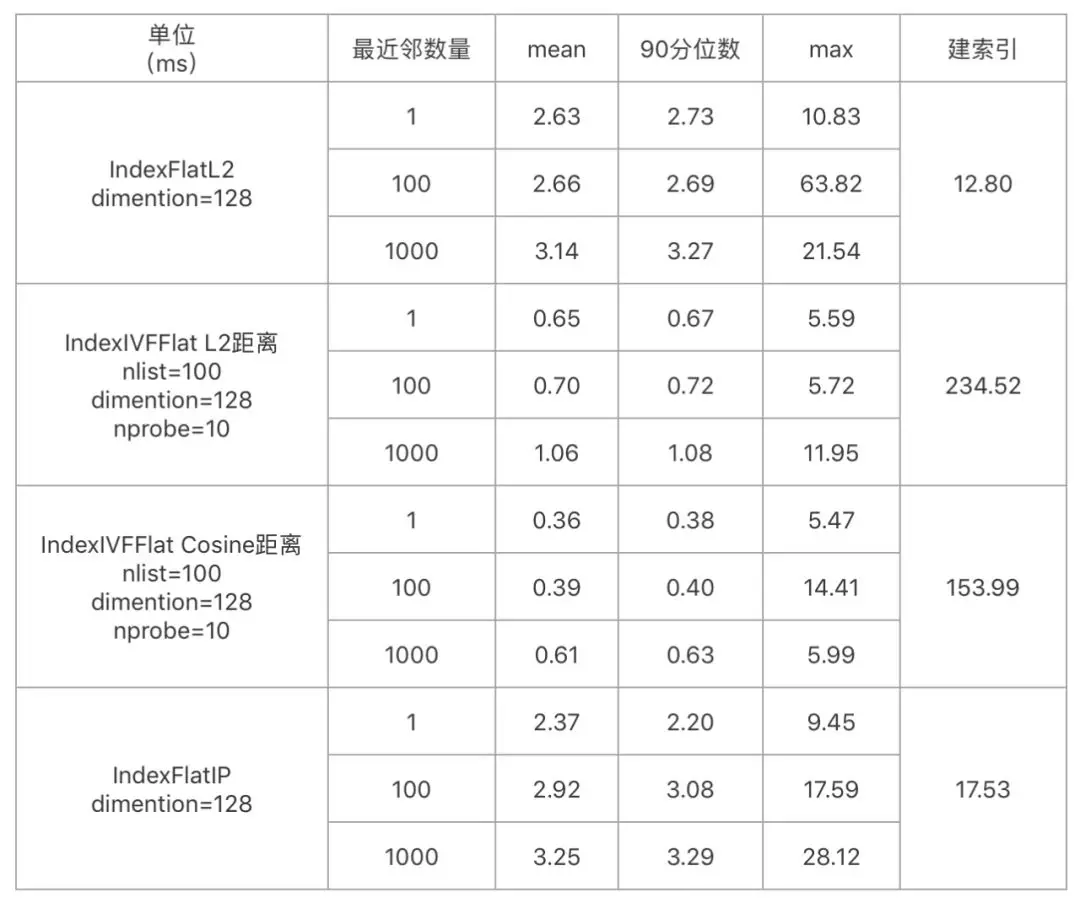 单位
（ms）
最近邻数量 mean 90分位数 max 建索引
IndexFlatL2
dimention=128
1 2.63 2.73 10.83
100 2.66 2.69 63.82
1000 3.14 3.27 21.54
12.80
IndexIVFFlat L2距离
nlist=100
dimention=128
nprobe=10
1 0.65 0.67 5.59
100 0.70 0.72 5.72
1000 1.06 1.08 11.95
234.52
IndexIVFFlat Cosine距离
nlist=100
dimention=128
nprobe=10
1 0.36 0.38 5.47
100 0.39 0.40 14.41
1000 0.61 0.63 5.99
153.99
IndexFlatIP
dimention=128
1 2.37 2.20 9.45
100 2.92 3.08 17.59
1000 3.25 3.29 28.12
17.53